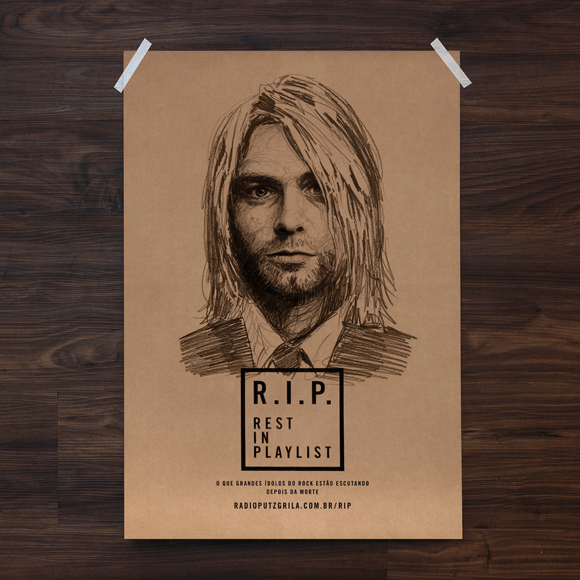 R.I.P.
REST
IN
PLAYLIST
O QUE GRANDES ÍDOLOS DO ROCK ESTÃO ESCUTANDO
DEPOIS DA MORTE
RADIOPUTZGRILA.COM.BR/RIP